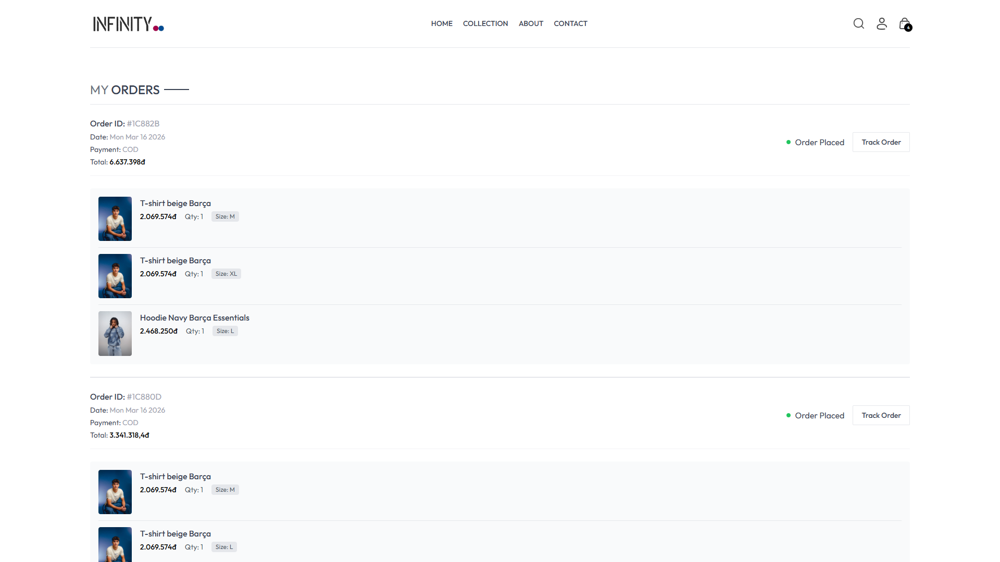 INFINITY
HOME COLLECTION ABOUT CONTACT
4
MY ORDERS
Order ID: #1C882B
Date: Mon Mar 16 2026
Payment: COD
Total: 6.637.398đ
Order Placed
Track Order
T-shirt beige Barça
2.069.574đ Qty: 1 Size: M
T-shirt beige Barça
2.069.574đ Qty: 1 Size: XL
Hoodie Navy Barça Essentials
2.468.250đ Qty: 1 Size: L
Order ID: #1C880D
Date: Mon Mar 16 2026
Payment: COD
Total: 3.341.318,4đ
Order Placed
Track Order
T-shirt beige Barça
2.069.574đ Qty: 1 Size: M
T-shirt beige Barça
2.069.574đ Qty: 1 Size: L